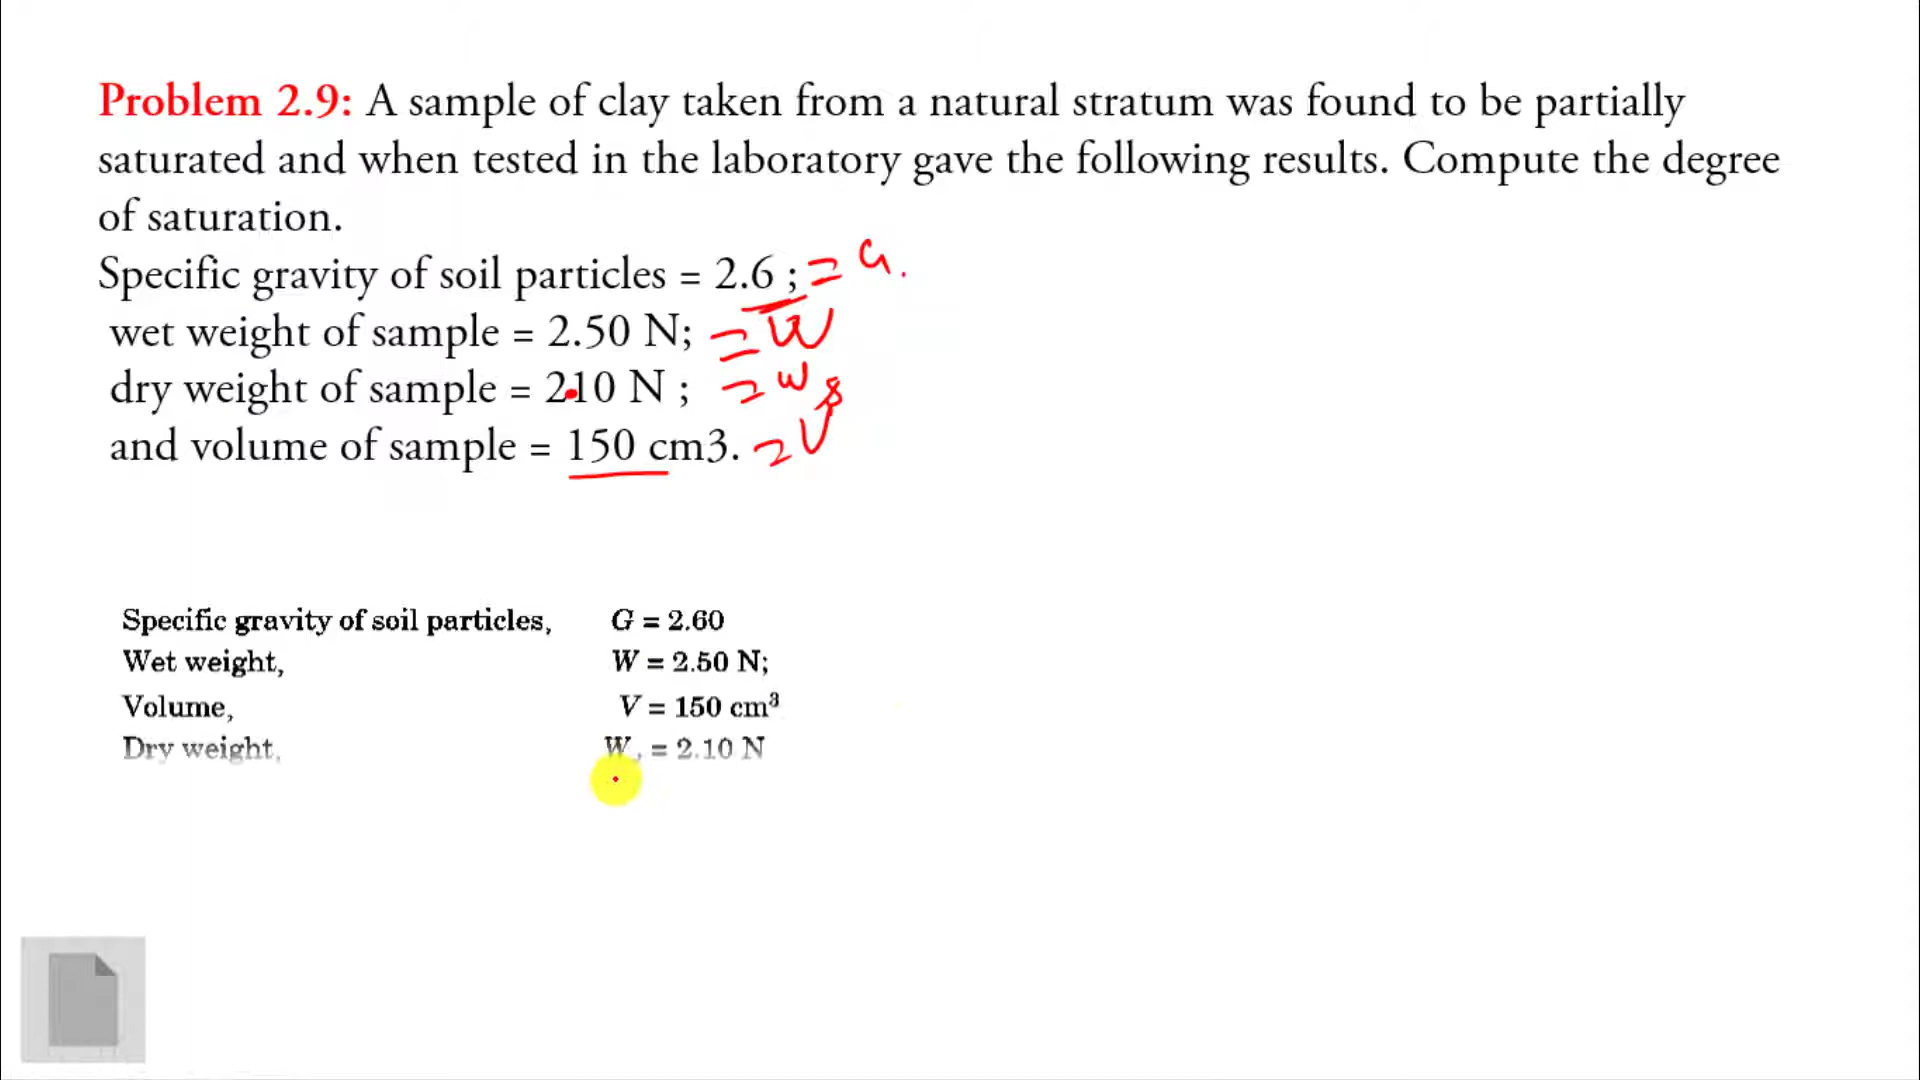 Problem 2.9: A sample of clay taken from a natural stratum was found to be partially
saturated and when tested in the laboratory gave the following results. Compute the degree
of saturation.
Specific gravity of soil particles = 2.6 ; = G.
wet weight of sample = 2.50 N; = W
dry weight of sample = 2.10 N ; = Ws
and volume of sample = 150 cm3. = V
Specific gravity of soil particles, G = 2.60
Wet weight, W = 2.50 N;
Volume, V = 150 cm³
Dry weight, W = 2.10 N